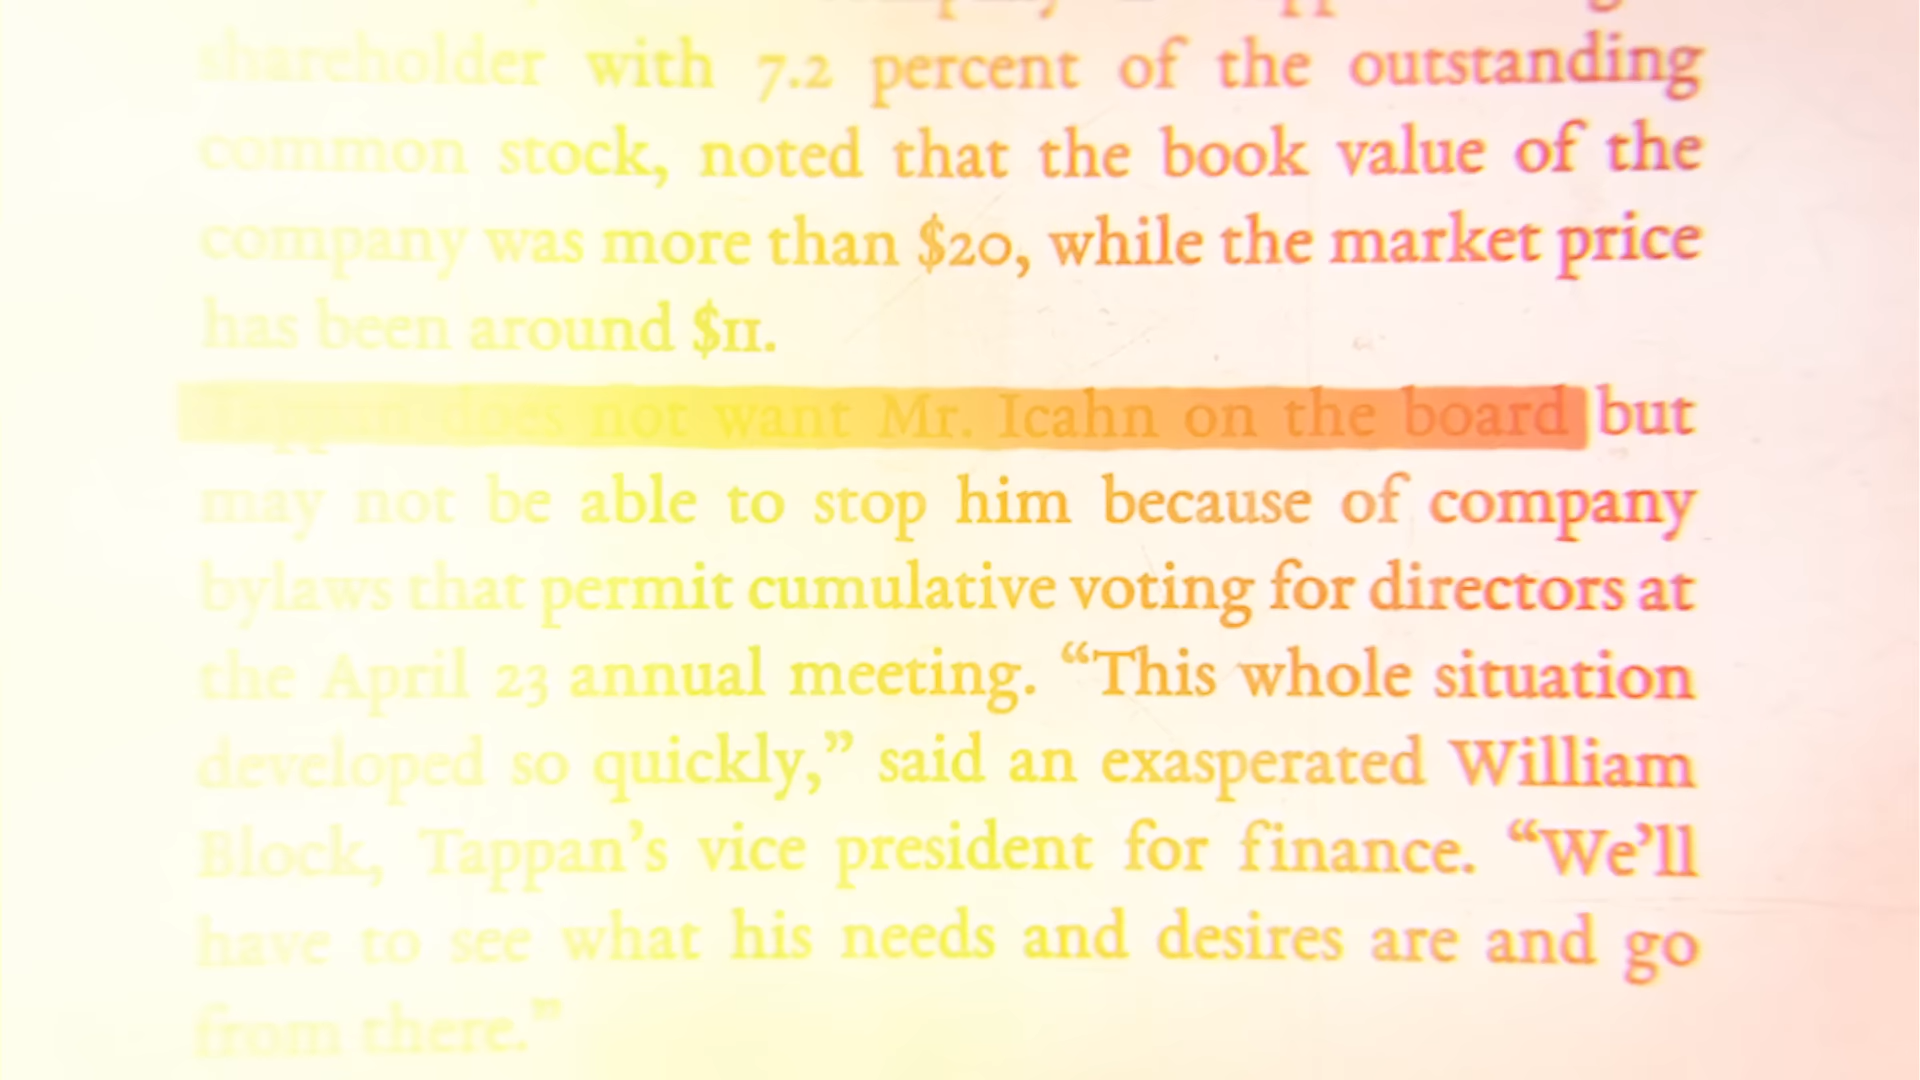 shareholder with 7.2 percent of the outstanding
common stock, noted that the book value of the
company was more than $20, while the market price
has been around $11.
Tappan does not want Mr. Icahn on the board but
may not be able to stop him because of company
bylaws that permit cumulative voting for directors at
the April 23 annual meeting. “This whole situation
developed so quickly,” said an exasperated William
Block, Tappan’s vice president for finance. “We’ll
have to see what his needs and desires are and go
from there.”